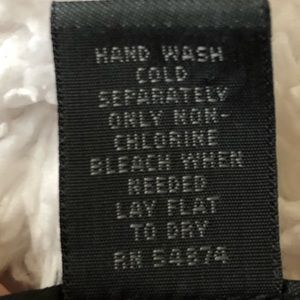 HAND WASH
COLD
SEPARATELY
ONLY NON-
CHLORINE
BLEACH WHEN
NEEDED
LAY FLAT
TO DRY
RN 54874